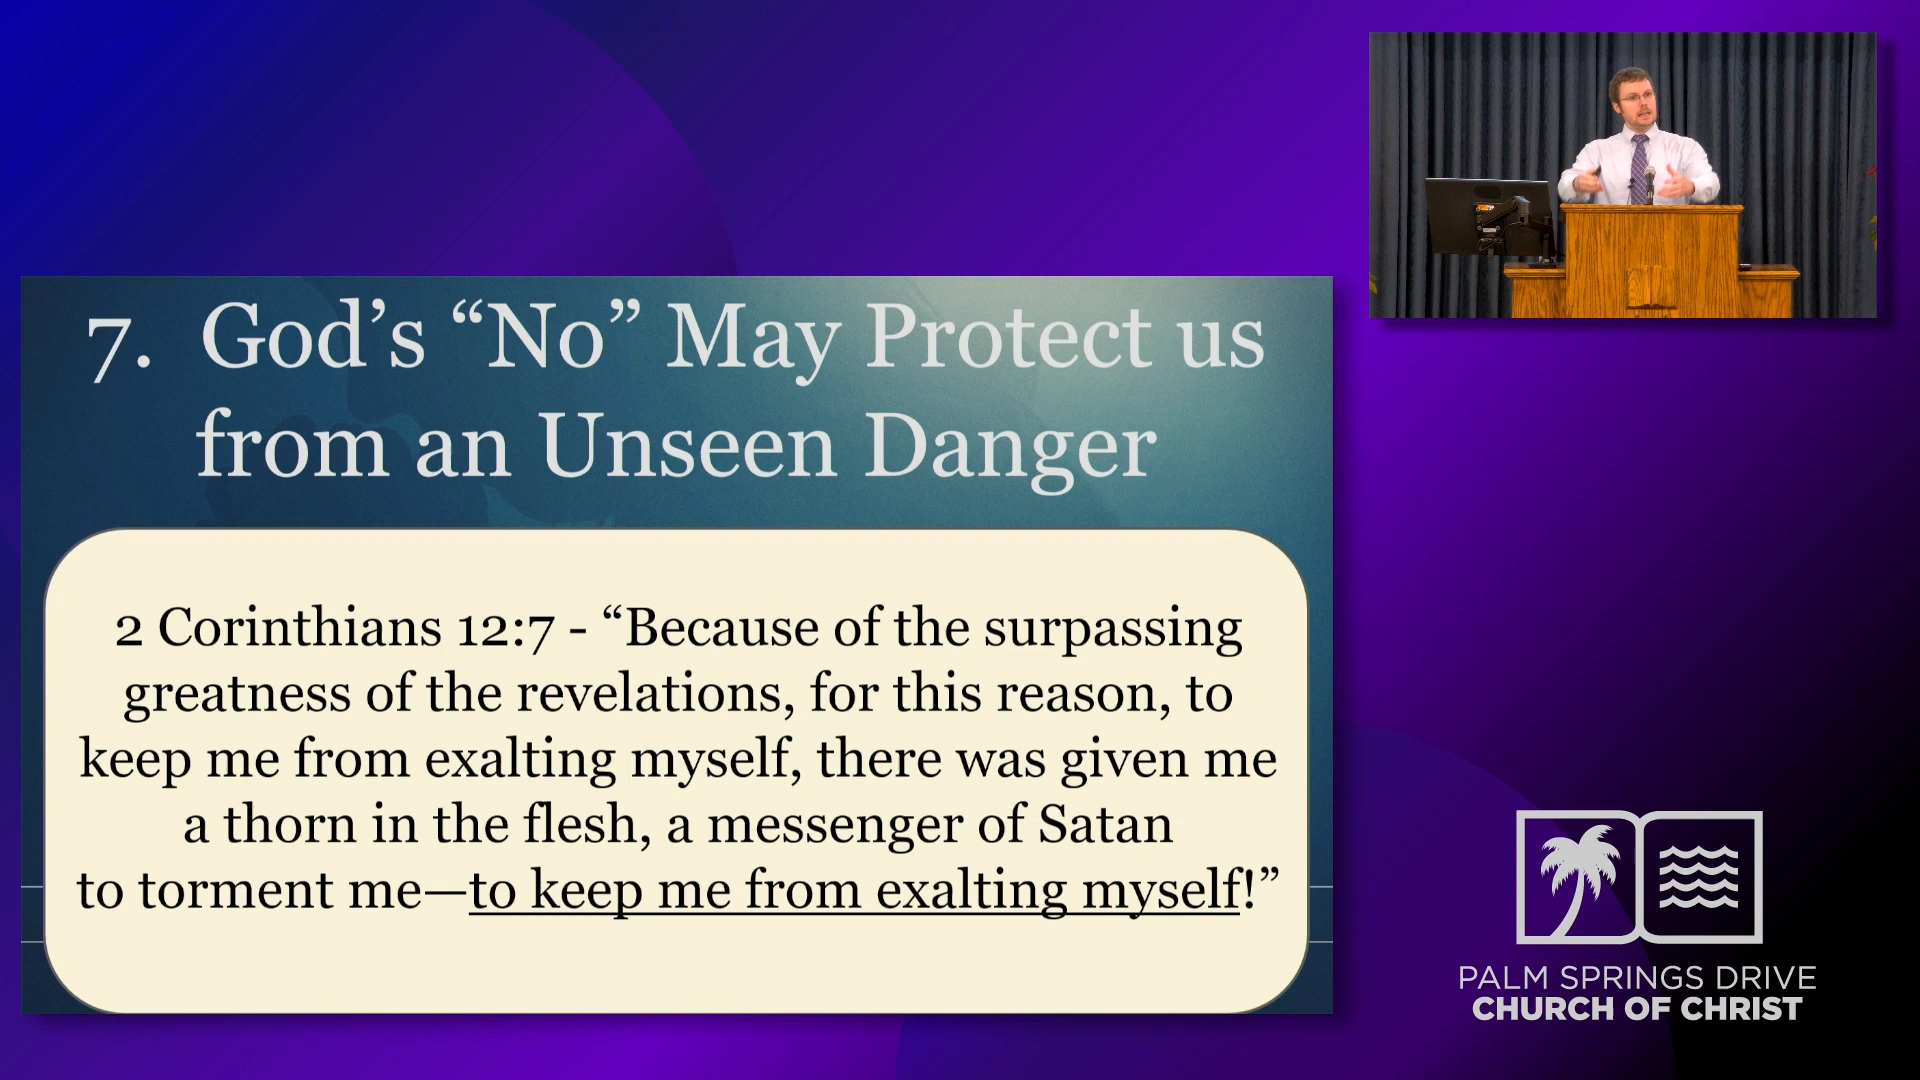 7. God’s “No” May Protect us
from an Unseen Danger
2 Corinthians 12:7 - “Because of the surpassing
greatness of the revelations, for this reason, to
keep me from exalting myself, there was given me
a thorn in the flesh, a messenger of Satan
to torment me—to keep me from exalting myself!”
PALM SPRINGS DRIVE
CHURCH OF CHRIST